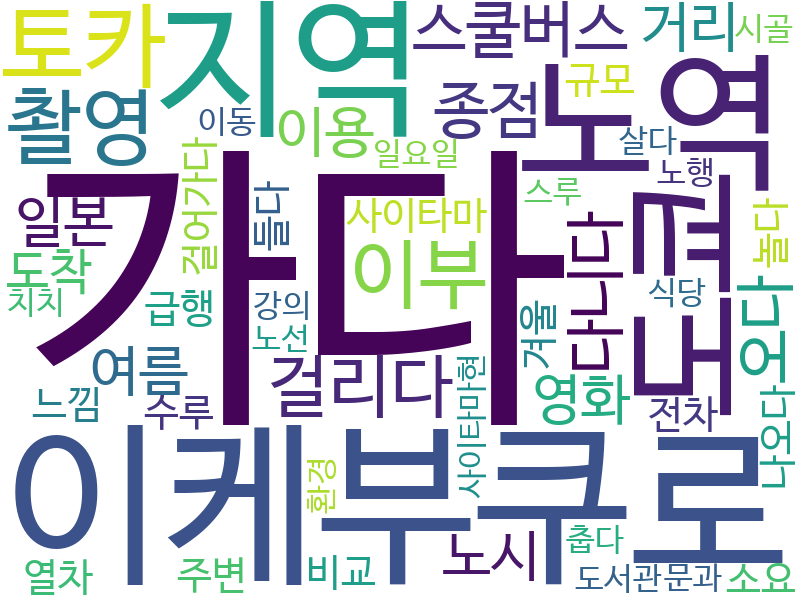 토카
지역
스쿨버스
거리
시골
촬영
이동
이용
종점
규모
노
역
살다
노행
일요일
스루
가다
걸어가다
들다
일본
사이타마
이부
다니다
도쿄
놀다
도착
치치
급행
강의
노선
겨울
식당
오다
여름
걸리다
느낌
수루
사이타마현
영화
전차
나오다
이케부쿠로
환경
노시
춥다
열차
주변
비교
도서관
문과
소요